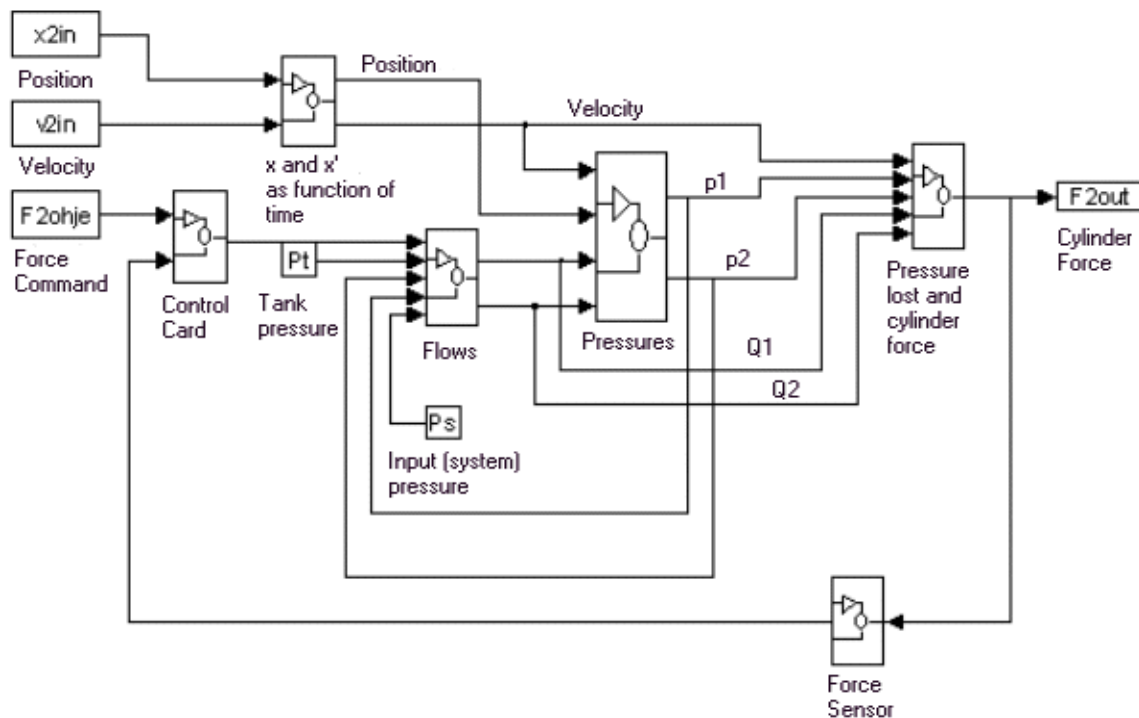 x2in
Position
v2in
Velocity
F2ohje
Force
Command
x and x'
as function of
time
Position
Velocity
Control
Card
Pt
Tank
pressure
Flows
Ps
Input (system)
pressure
Pressures
p1
p2
Q1
Q2
Pressure
lost and
cylinder
force
F2out
Cylinder
Force
Force
Sensor